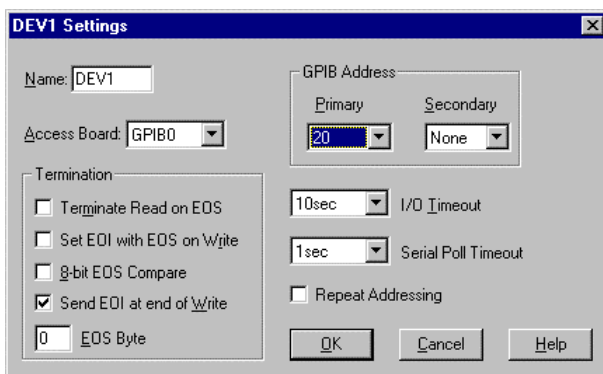 DEV1 Settings
Name: DEV1
Access Board: GPIB0
GPIB Address
Primary
Secondary
20
None
Termination
Terminate Read on EOS
Set EOI with EOS on Write
8-bit EOS Compare
Send EOI at end of Write
0 EOS Byte
10sec I/O Timeout
1sec Serial Poll Timeout
Repeat Addressing
OK
Cancel
Help